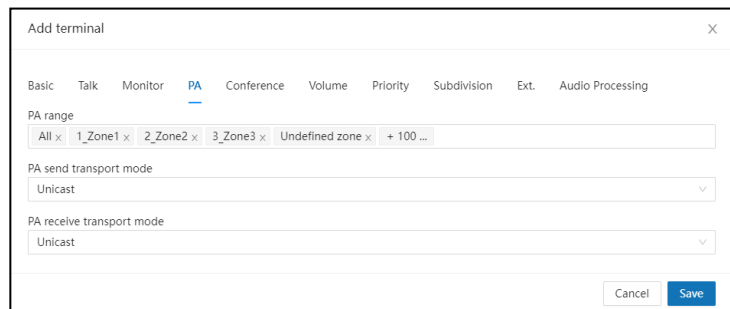 Add terminal
Basic Talk Monitor PA Conference Volume Priority Subdivision Ext. Audio Processing
PA range
All × 1_Zone1 × 2_Zone2 × 3_Zone3 × Undefined zone × + 100 ...
PA send transport mode
Unicast
PA receive transport mode
Unicast
Cancel Save